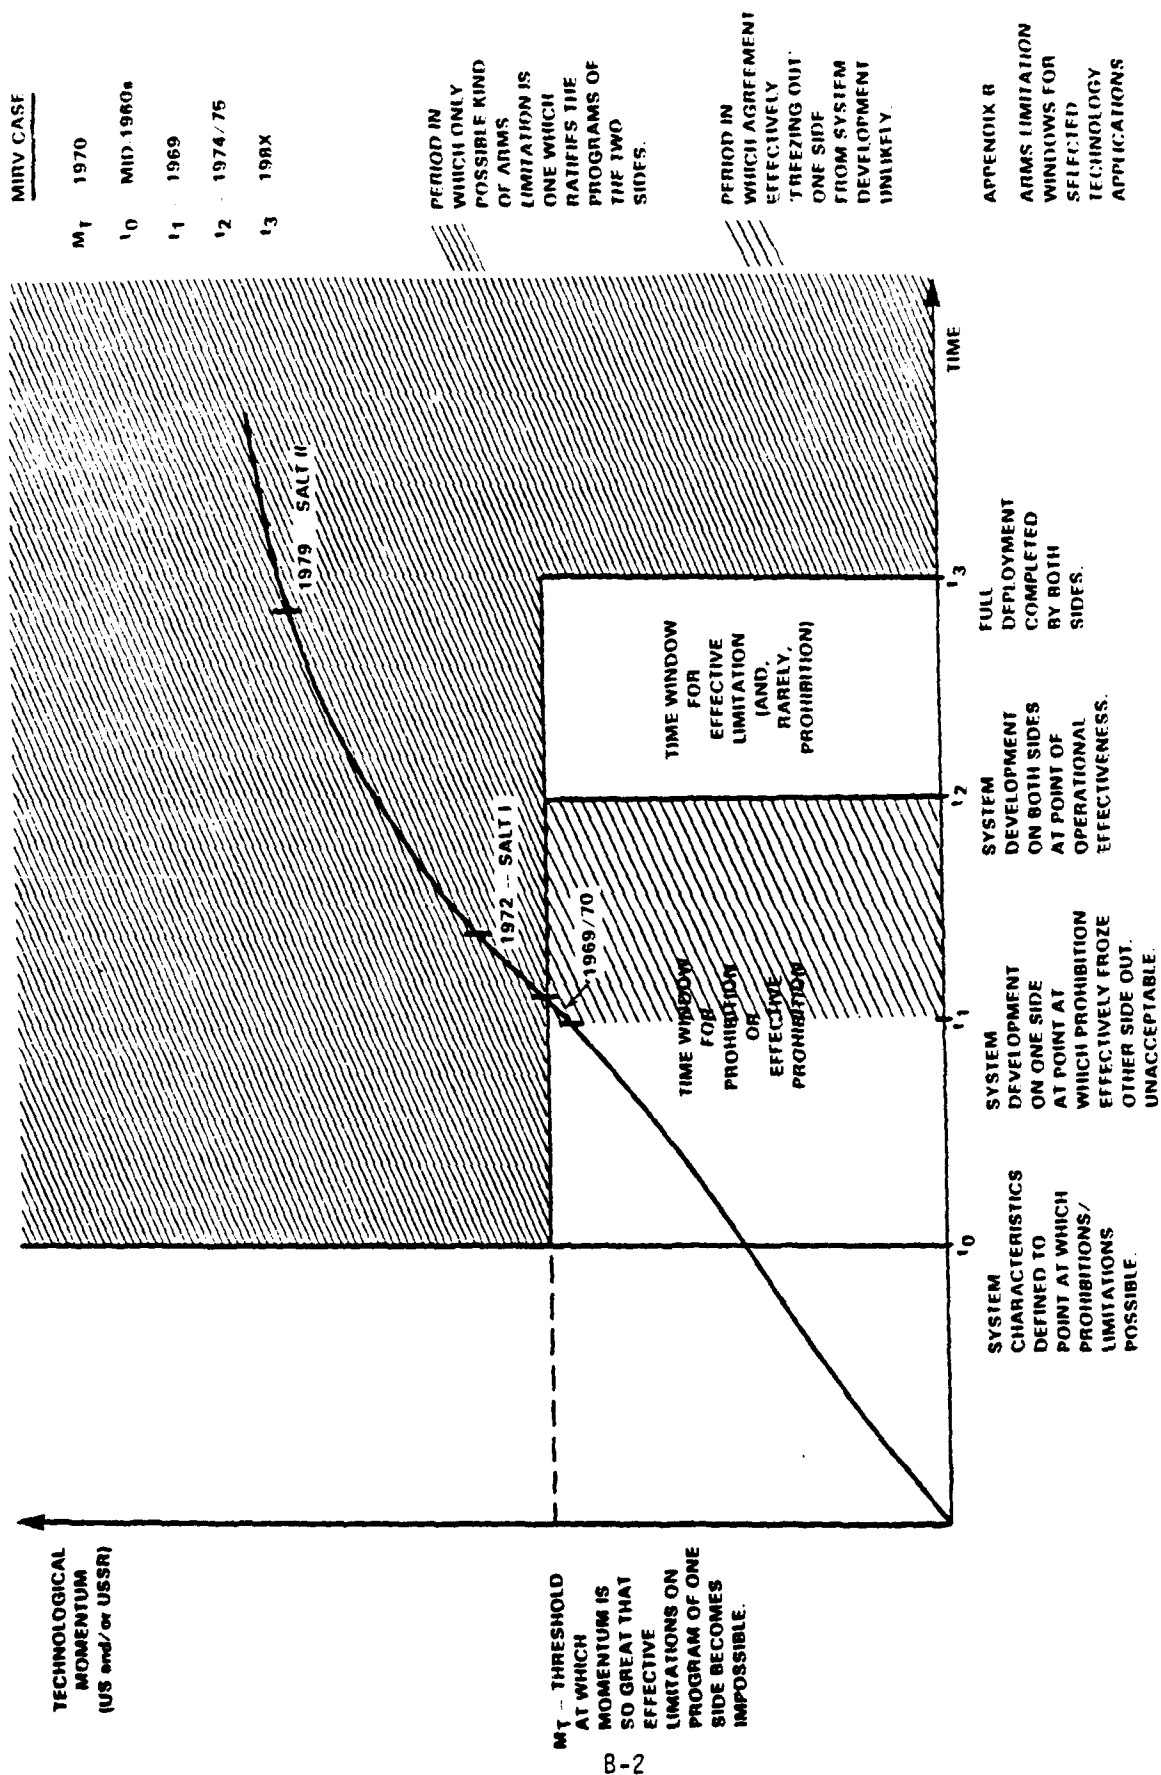 TECHNOLOGICAL
MOMENTUM
(US and/or USSR)
MT -- THRESHOLD
AT WHICH
MOMENTUM IS
SO GREAT THAT
EFFECTIVE
LIMITATIONS ON
PROGRAM OF ONE
SIDE BECOMES
IMPOSSIBLE.
1979 SALT II
1972 -- SALT I
1969/70
TIME WINDOW
FOR
PROHIBITION
OR
EFFECTIVE
PROHIBITION
TIME WINDOW
FOR
EFFECTIVE
LIMITATION
(AND,
RARELY,
PROHIBITION)
TIME
t0
t1
t2
t3
SYSTEM
CHARACTERISTICS
DEFINED TO
POINT AT WHICH
PROHIBITIONS/
LIMITATIONS
POSSIBLE.
SYSTEM
DEVELOPMENT
ON ONE SIDE
AT POINT AT
WHICH PROHIBITION
EFFECTIVELY FROZE
OTHER SIDE OUT.
UNACCEPTABLE.
SYSTEM
DEVELOPMENT
ON BOTH SIDES
AT POINT OF
OPERATIONAL
EFFECTIVENESS.
FULL
DEPLOYMENT
COMPLETED
BY BOTH
SIDES.
MIRV CASE
MT 1970
t0 MID-1960s
t1 1969
t2 1974/75
t3 198X
PERIOD IN
WHICH ONLY
POSSIBLE KIND
OF ARMS
LIMITATION IS
ONE WHICH
RATIFIES THE
PROGRAMS OF
THE TWO
SIDES.
PERIOD IN
WHICH AGREEMENT
EFFECTIVELY
'FREEZING OUT'
ONE SIDE
FROM SYSTEM
DEVELOPMENT
UNLIKELY.
APPENDIX B
ARMS LIMITATION
WINDOWS FOR
SELECTED
TECHNOLOGY
APPLICATIONS
B-2